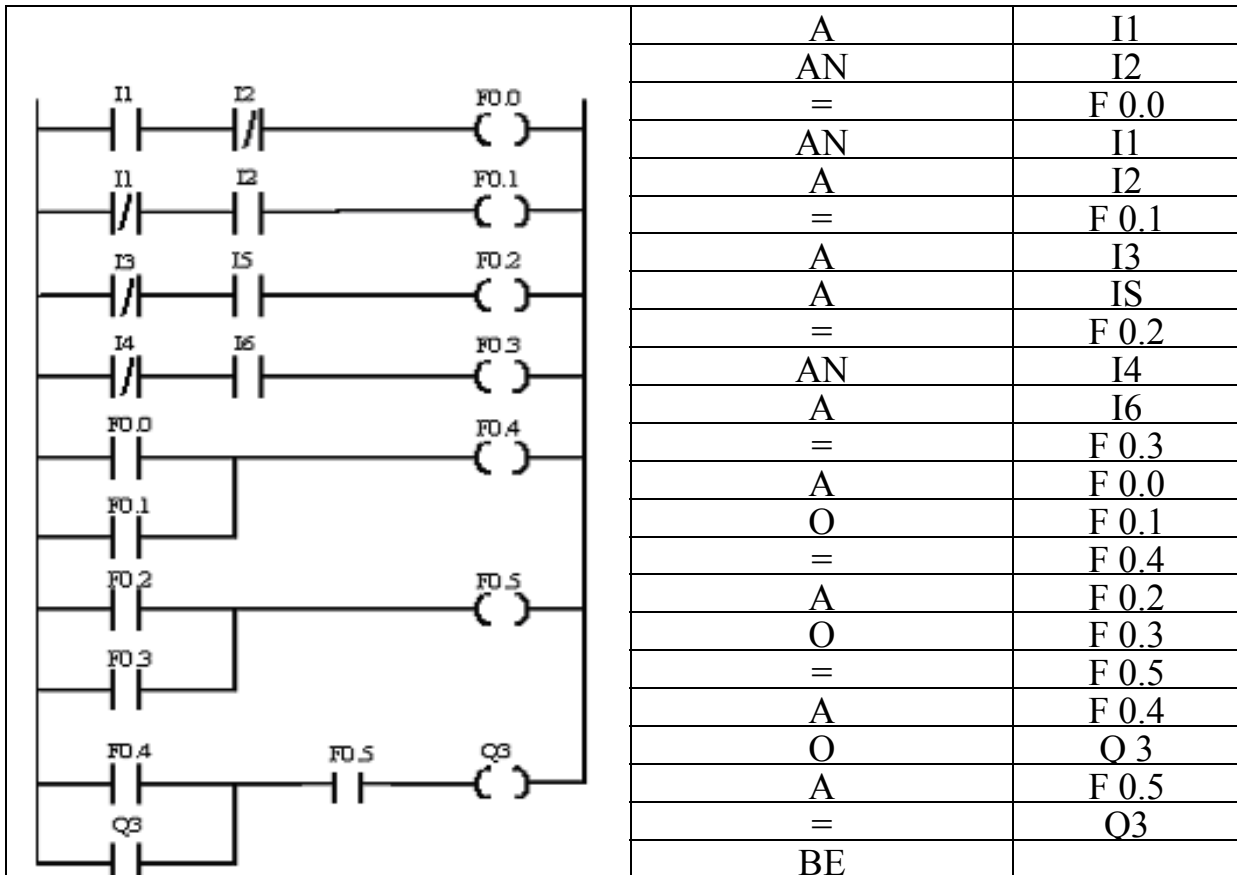 I1 I2 F0.0
I1 I2 F0.1
I3 I5 F0.2
I4 I6 F0.3
F0.0 F0.4
F0.1
F0.2 F0.5
F0.3
F0.4 F0.5 Q3
Q3
A I1
AN I2
= F 0.0
AN I1
A I2
= F 0.1
A I3
A IS
= F 0.2
AN I4
A I6
= F 0.3
A F 0.0
O F 0.1
= F 0.4
A F 0.2
O F 0.3
= F 0.5
A F 0.4
O Q 3
A F 0.5
= Q3
BE